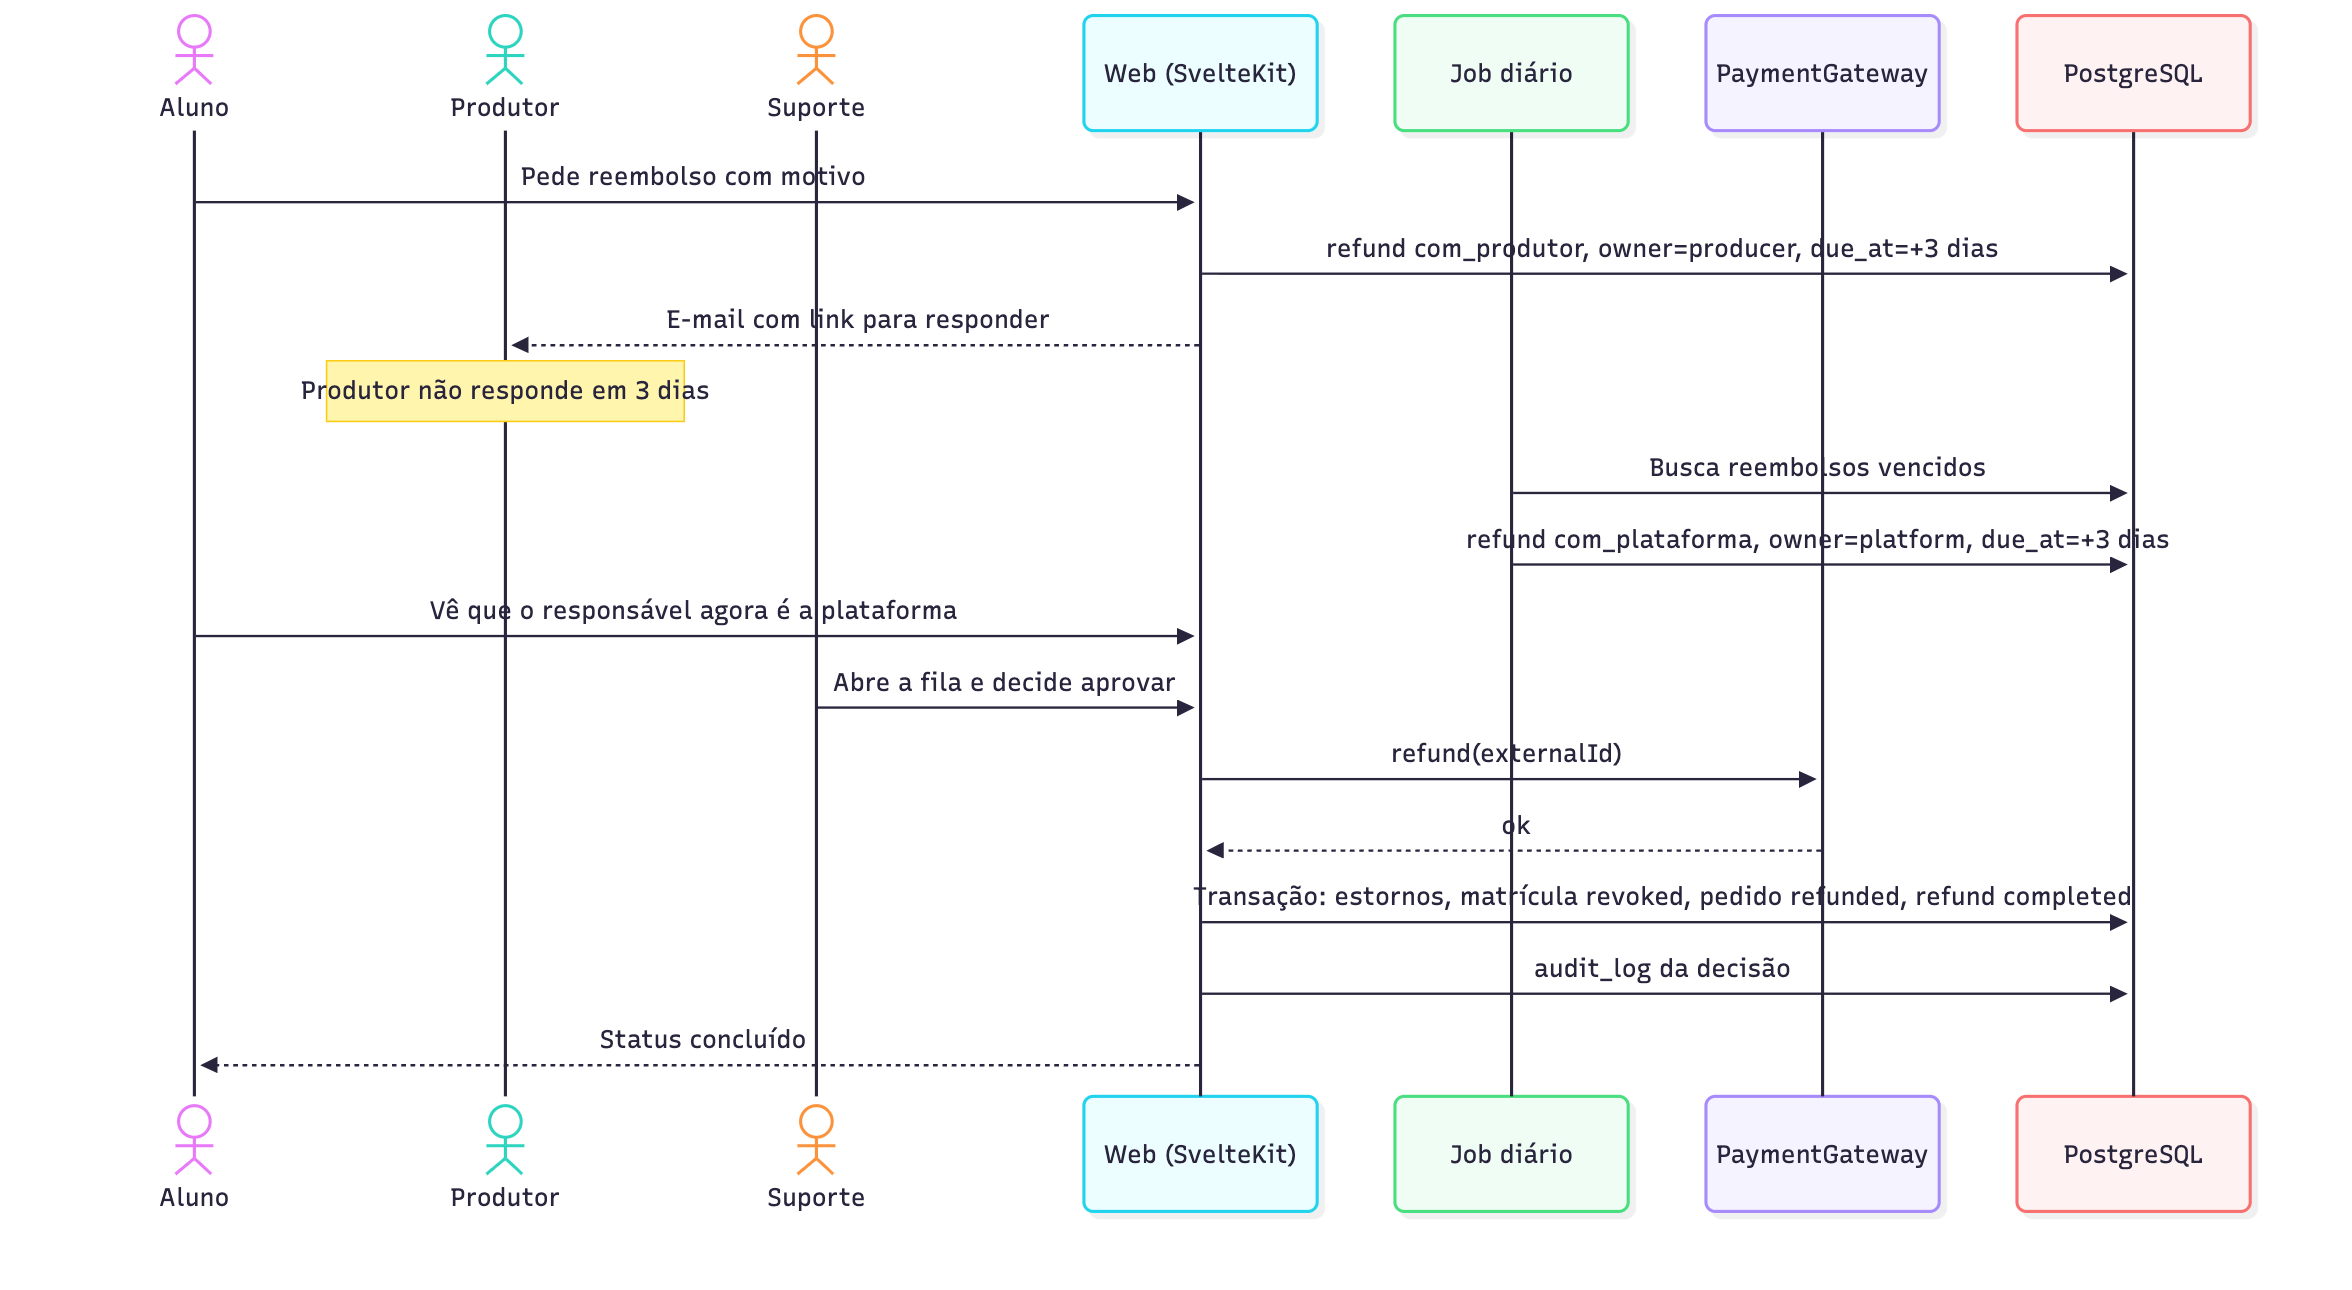 Aluno
Produtor
Suporte
Web (SvelteKit)
Job diário
PaymentGateway
PostgreSQL
Pede reembolso com motivo
refund com_produtor, owner=producer, due_at=+3 dias
E-mail com link para responder
Produtor não responde em 3 dias
Busca reembolsos vencidos
refund com_plataforma, owner=platform, due_at=+3 dias
Vê que o responsável agora é a plataforma
Abre a fila e decide aprovar
refund(externalId)
ok
Transação: estornos, matrícula revoked, pedido refunded, refund completed
audit_log da decisão
Status concluído
Aluno
Produtor
Suporte
Web (SvelteKit)
Job diário
PaymentGateway
PostgreSQL